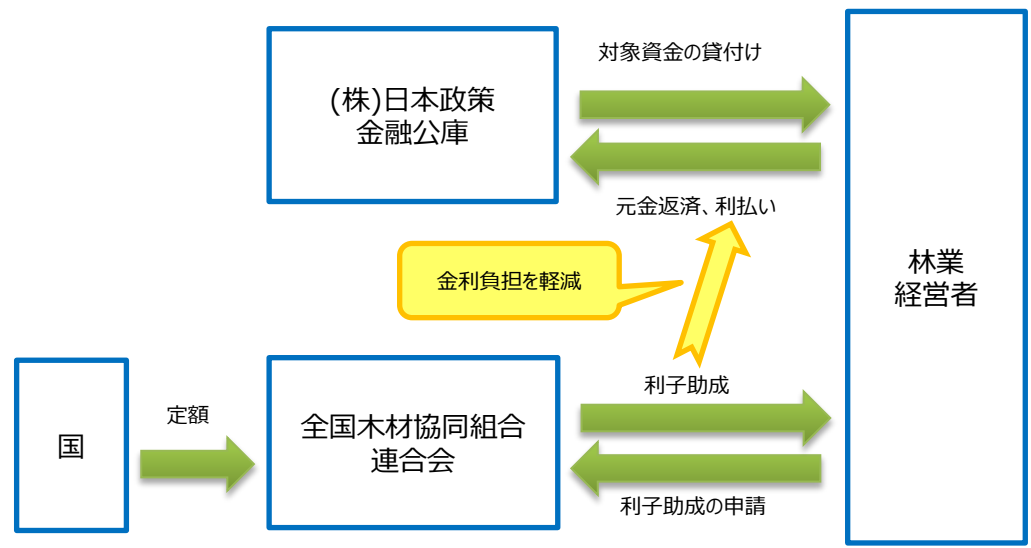 (株)日本政策
金融公庫
対象資金の貸付け
元金返済、利払い
金利負担を軽減
林業
経営者
国
定額
全国木材協同組合
連合会
利子助成
利子助成の申請